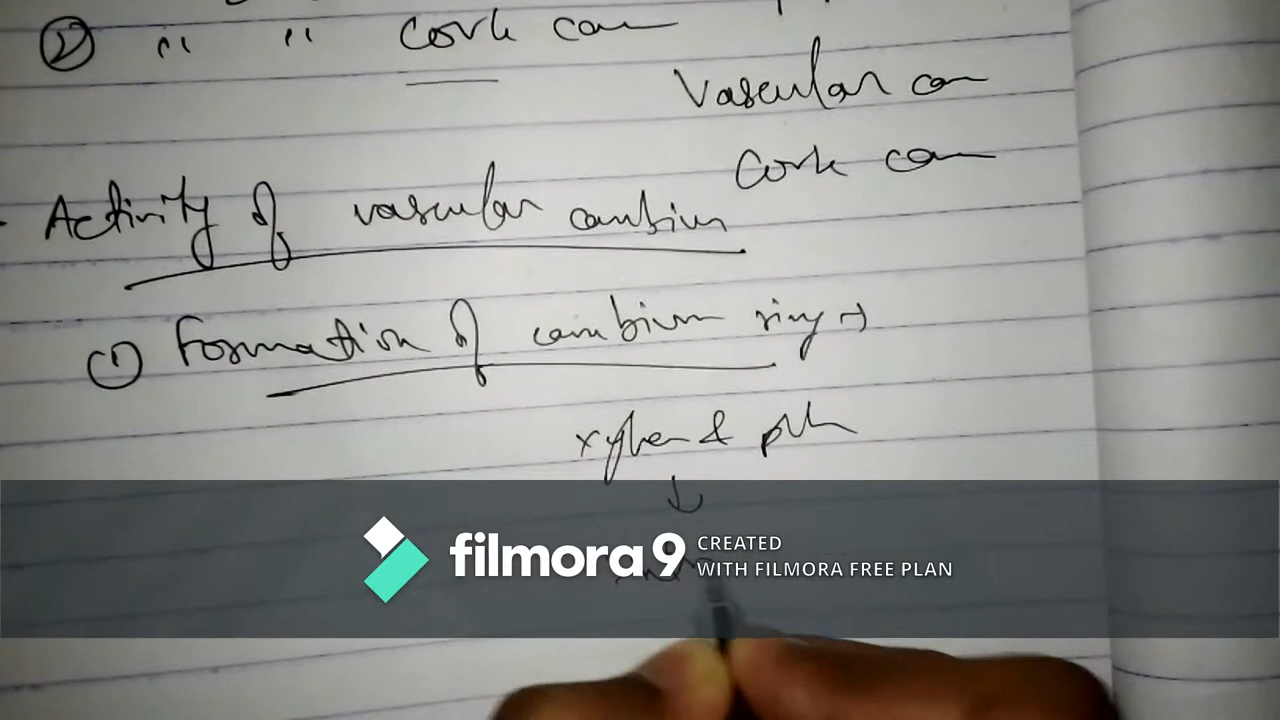 ② " " Cork cam
Vascular cam
Cork cam
Activity of vascular cambium
① Formation of cambium ring →
xylem & phl
↓
filmora9 CREATED
WITH FILMORA FREE PLAN